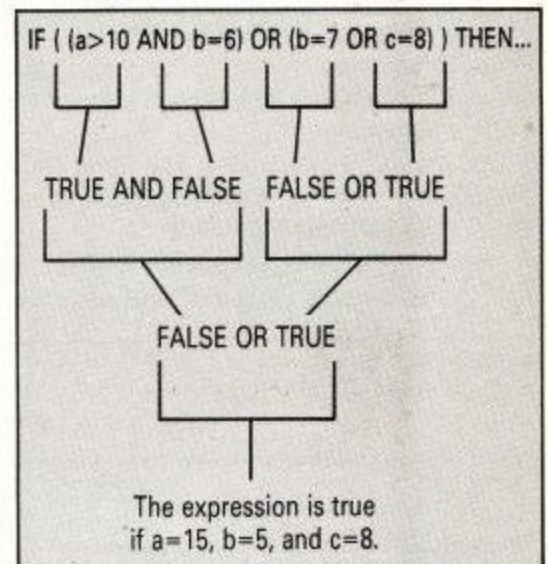 IF ( (a>10 AND b=6) OR (b=7 OR c=8) ) THEN...
TRUE AND FALSE FALSE OR TRUE
FALSE OR TRUE
The expression is true
if a=15, b=5, and c=8.